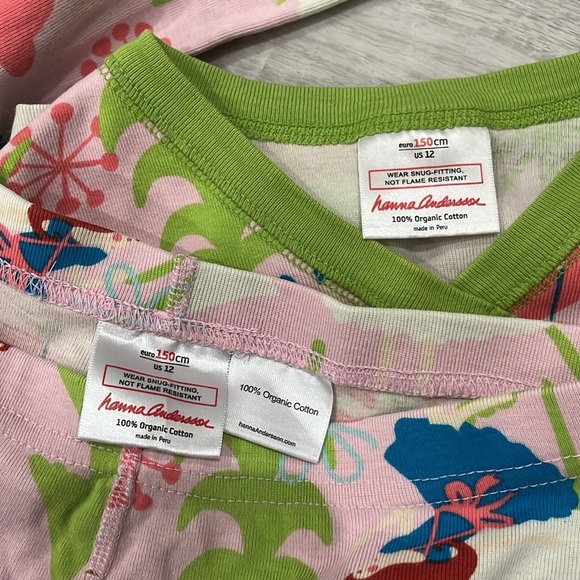 euro 150cm
US 12
WEAR SNUG-FITTING,
NOT FLAME RESISTANT
hanna Andersson
100% Organic Cotton
made in Peru
euro 150cm
US 12
WEAR SNUG-FITTING,
NOT FLAME RESISTANT
hanna Andersson
100% Organic Cotton
made in Peru
100% Organic Cotton
hannaAndersson.com